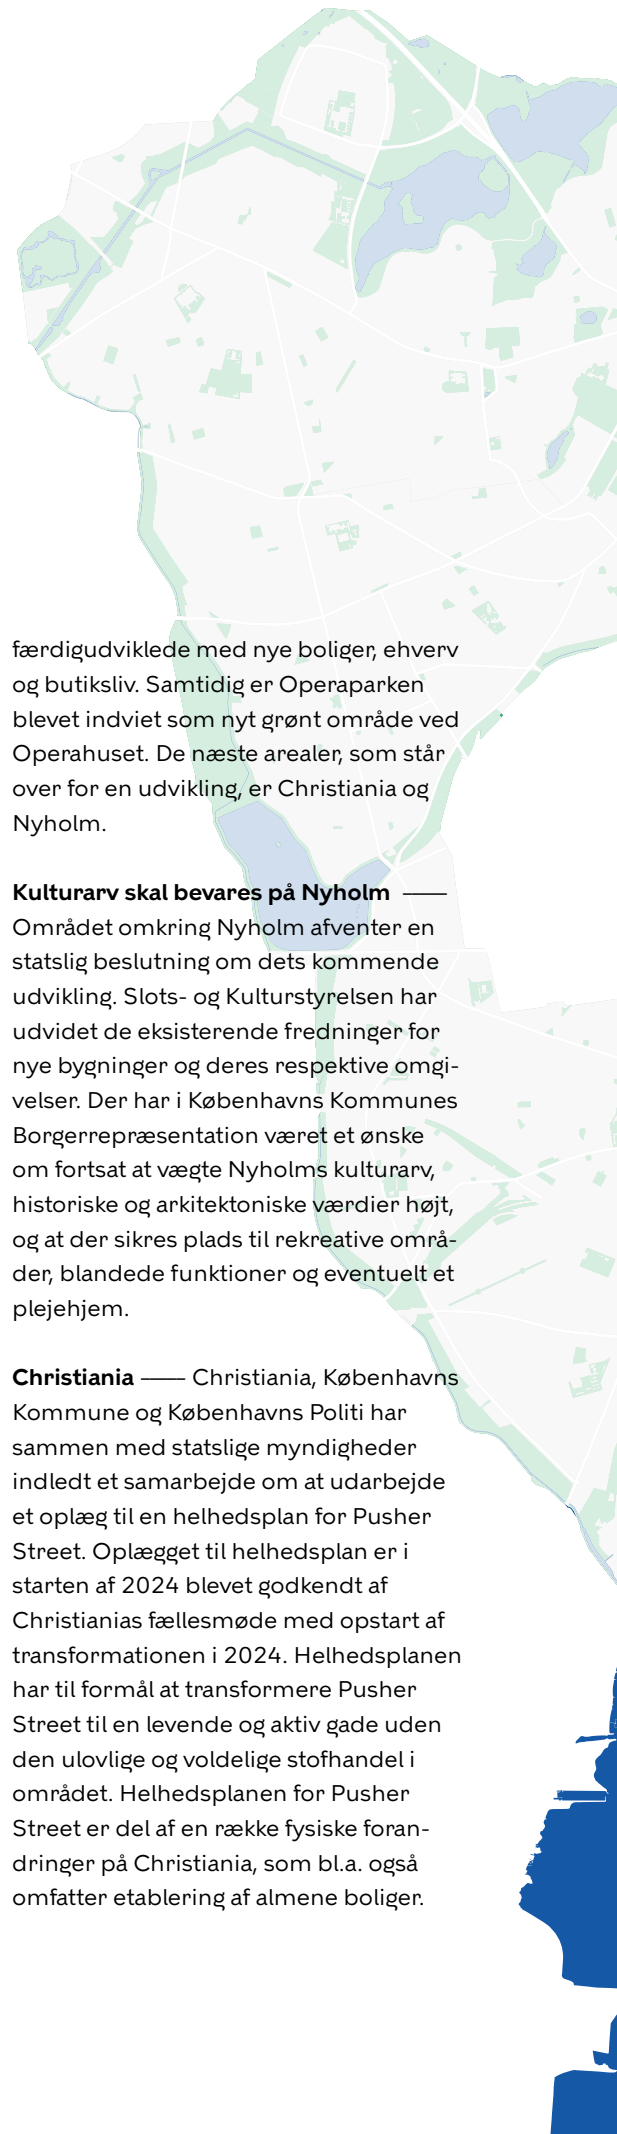 færdigudviklede med nye boliger, ehverv
og butiksliv. Samtidig er Operaparken
blevet indviet som nyt grønt område ved
Operahuset. De næste arealer, som står
over for en udvikling, er Christiania og
Nyholm.
Kulturarv skal bevares på Nyholm ——
Området omkring Nyholm afventer en
statslig beslutning om dets kommende
udvikling. Slots- og Kulturstyrelsen har
udvidet de eksisterende fredninger for
nye bygninger og deres respektive omgi-
velser. Der har i Københavns Kommunes
Borgerrepræsentation været et ønske
om fortsat at vægte Nyholms kulturarv,
historiske og arkitektoniske værdier højt,
og at der sikres plads til rekreative områ-
der, blandede funktioner og eventuelt et
plejehjem.
Christiania —— Christiania, Københavns
Kommune og Københavns Politi har
sammen med statslige myndigheder
indledt et samarbejde om at udarbejde
et oplæg til en helhedsplan for Pusher
Street. Oplægget til helhedsplan er i
starten af 2024 blevet godkendt af
Christianias fællesmøde med opstart af
transformationen i 2024. Helhedsplanen
har til formål at transformere Pusher
Street til en levende og aktiv gade uden
den ulovlige og voldelige stofhandel i
området. Helhedsplanen for Pusher
Street er del af en række fysiske foran-
dringer på Christiania, som bl.a. også
omfatter etablering af almene boliger.